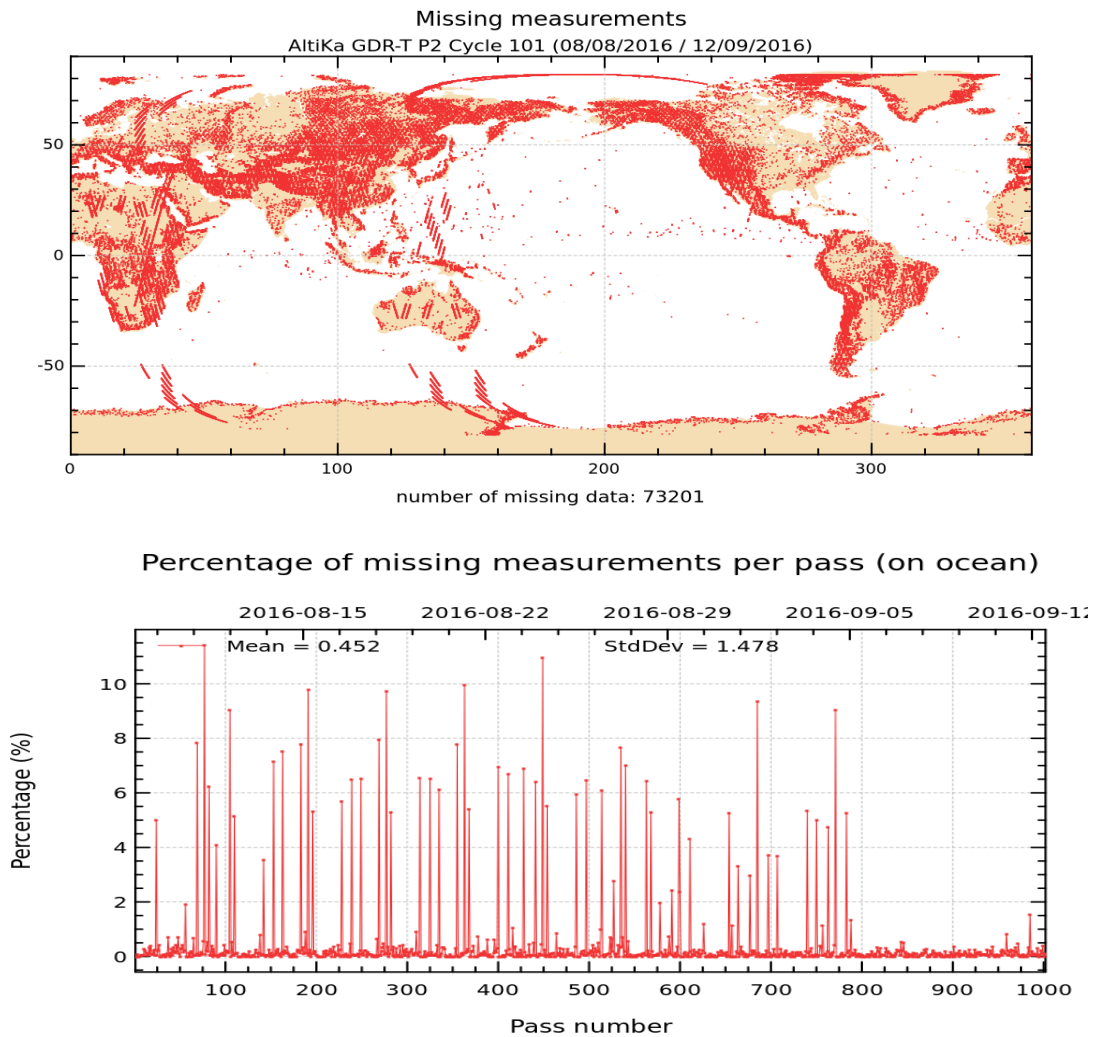 Missing measurements
AltiKa GDR-T P2 Cycle 101 (08/08/2016 / 12/09/2016)
50
0
-50
0 100 200 300
number of missing data: 73201
Percentage of missing measurements per pass (on ocean)
2016-08-15 2016-08-22 2016-08-29 2016-09-05 2016-09-12
Mean = 0.452 StdDev = 1.478
10
8
6
4
2
0
Percentage (%)
100 200 300 400 500 600 700 800 900 1000
Pass number